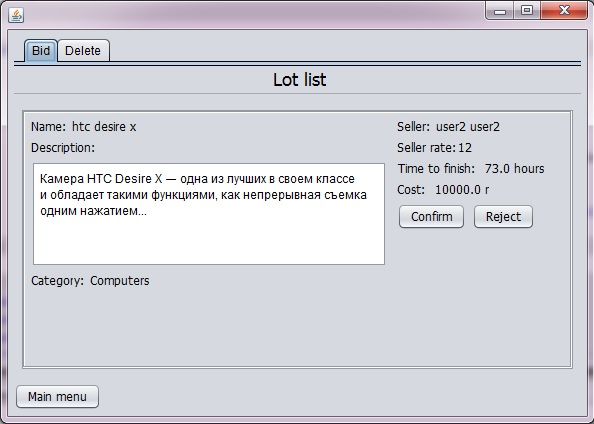 Bid Delete
Lot list
Name: htc desire x
Description:
Камера HTC Desire X — одна из лучших в своем классе
и обладает такими функциями, как непрерывная съемка
одним нажатием...
Category: Computers
Seller: user2 user2
Seller rate: 12
Time to finish: 73.0 hours
Cost: 10000.0 r
Confirm Reject
Main menu